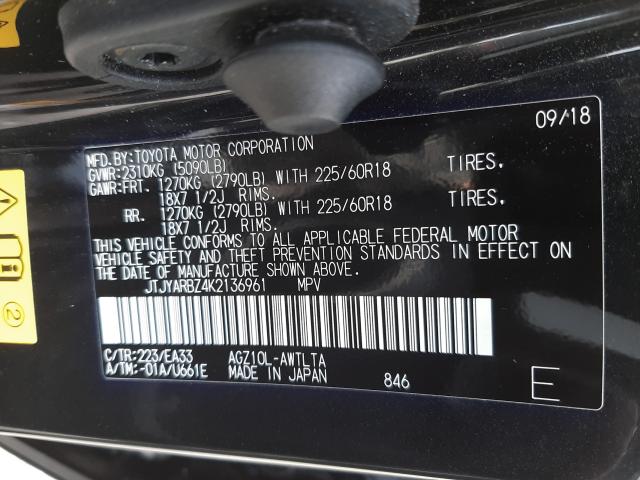 09/18
MFD.BY:TOYOTA MOTOR CORPORATION
GVWR:2310KG (5090LB)
GAWR:FRT. 1270KG (2790LB) WITH 225/60R18 TIRES.
18X7 1/2J RIMS.
RR. 1270KG (2790LB) WITH 225/60R18 TIRES.
18X7 1/2J RIMS.
THIS VEHICLE CONFORMS TO ALL APPLICABLE FEDERAL MOTOR
VEHICLE SAFETY AND THEFT PREVENTION STANDARDS IN EFFECT ON
THE DATE OF MANUFACTURE SHOWN ABOVE.
JTJYARBZ4K2136961 MPV
C/TR:223/EA33 AGZ10L-AWTLTA
A/TM:-01A/U661E MADE IN JAPAN 846 E
2